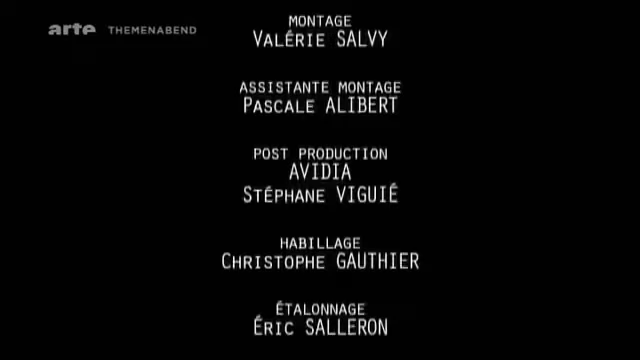 arte THEMENABEND
MONTAGE
VALÉRIE SALVY
ASSISTANTE MONTAGE
PASCALE ALIBERT
POST PRODUCTION
AVIDIA
STÉPHANE VIGUIÉ
HABILLAGE
CHRISTOPHE GAUTHIER
ÉTALONNAGE
ÉRIC SALLERON